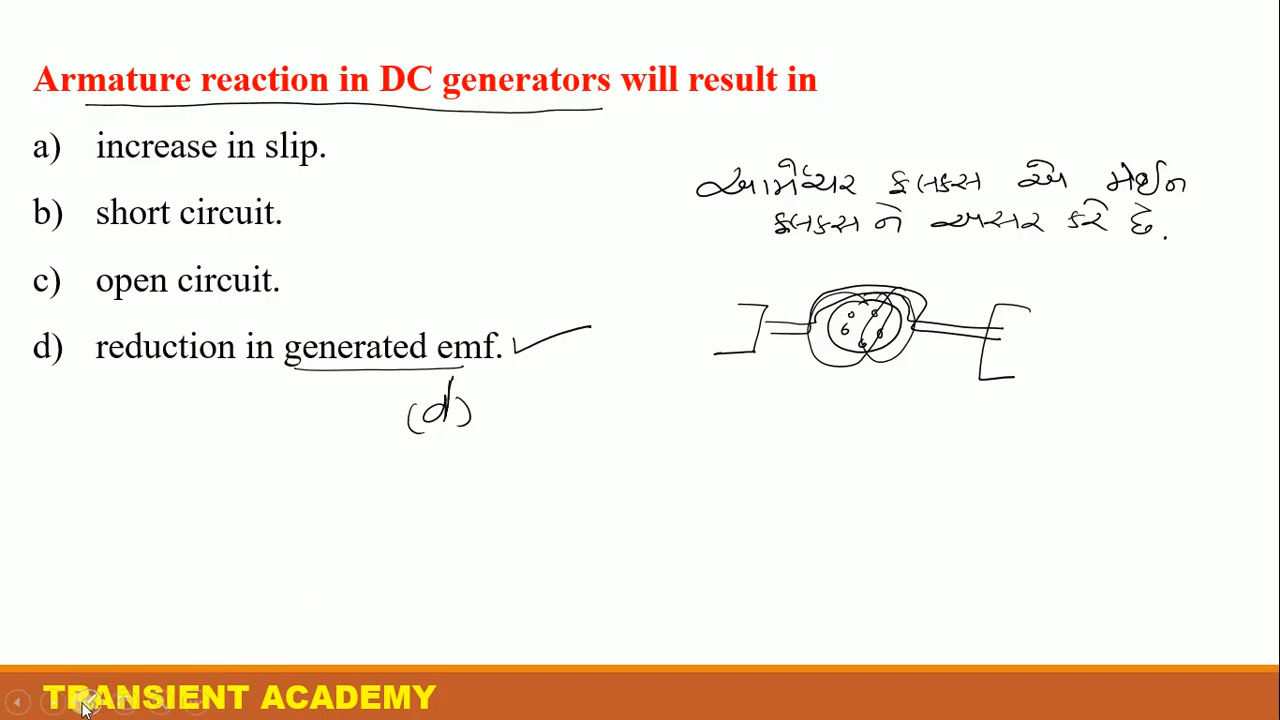 Armature reaction in DC generators will result in
a) increase in slip.
b) short circuit.
c) open circuit.
d) reduction in generated emf.
(d)
આર્મેચ્યર ફ્લક્સ એ મેઈન
ફ્લક્સ ને અસર કરે છે.
TRANSIENT ACADEMY